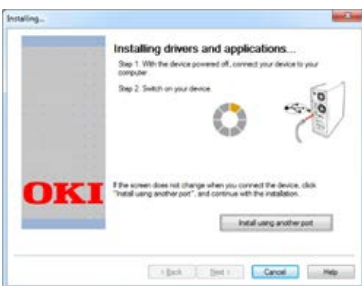 Installing...
Installing drivers and applications...
Step 1. With the device powered off, connect your device to your
computer
Step 2. Switch on your device.
OKI
If the screen does not change when you connect the device, click
"Install using another port", and continue with the installation.
Install using another port
< Back
Next >
Cancel
Help